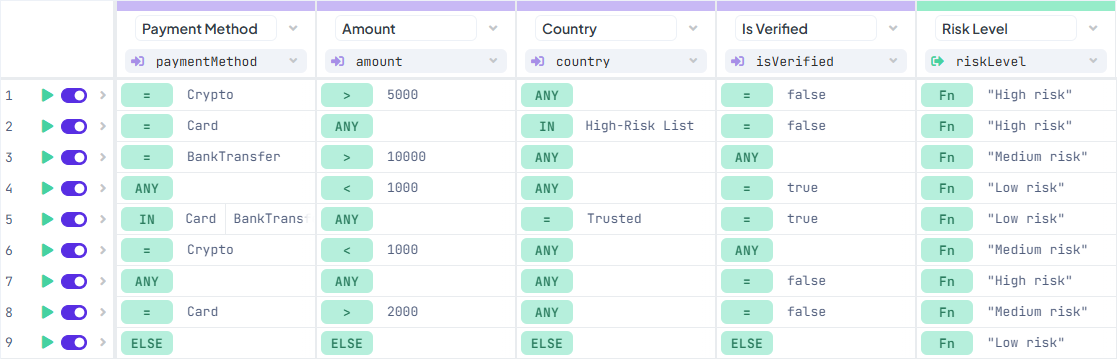 Payment Method Amount Country Is Verified Risk Level
paymentMethod amount country isVerified riskLevel
1 = Crypto > 5000 ANY = false Fn "High risk"
2 = Card ANY IN High-Risk List = false Fn "High risk"
3 = BankTransfer > 10000 ANY ANY Fn "Medium risk"
4 ANY < 1000 ANY = true Fn "Low risk"
5 IN Card ANY = Trusted = true Fn "Low risk"
6 = Crypto < 1000 ANY ANY Fn "Medium risk"
7 ANY ANY ANY = false Fn "High risk"
8 = Card > 2000 ANY = false Fn "Medium risk"
9 ELSE ELSE ELSE ELSE Fn "Low risk"